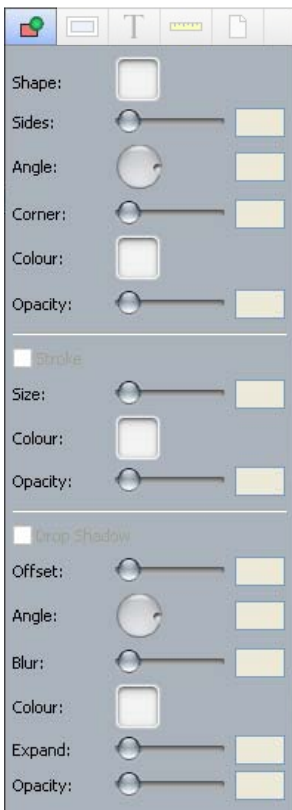 T
Shape:
Sides:
Angle:
Corner:
Colour:
Opacity:
Stroke
Size:
Colour:
Opacity:
Drop Shadow
Offset:
Angle:
Blur:
Colour:
Expand:
Opacity: